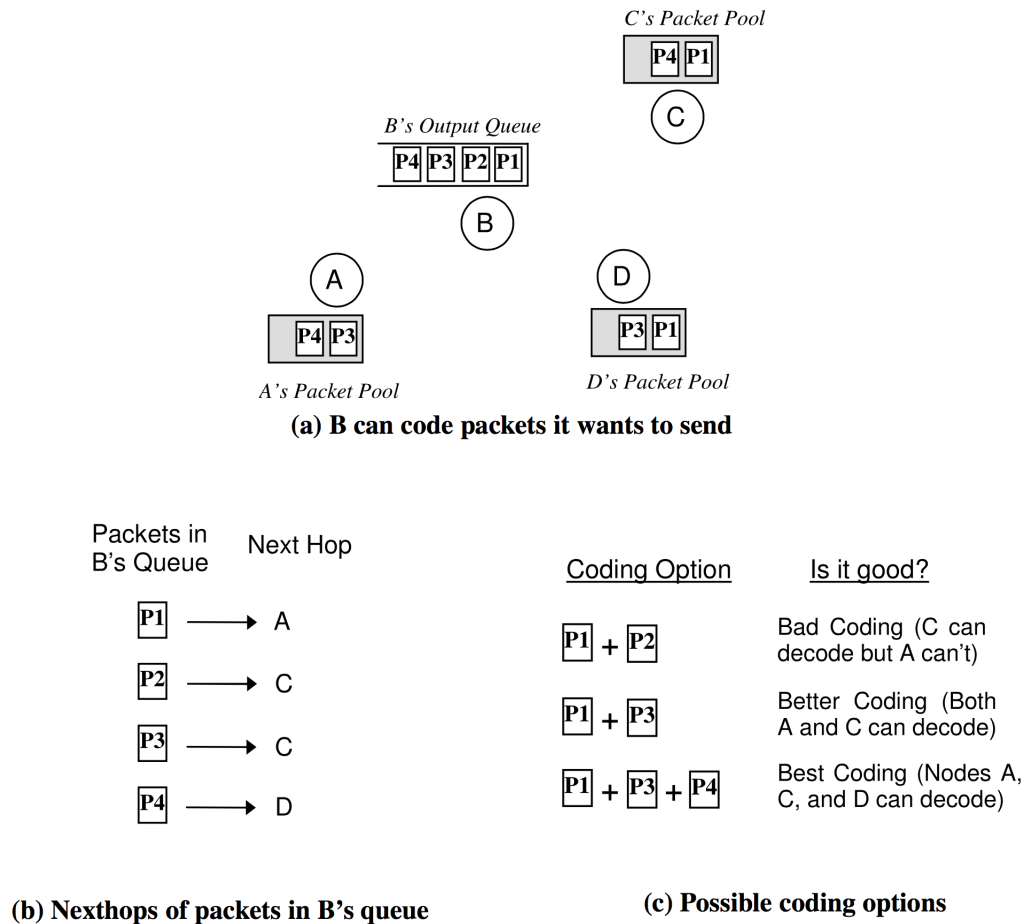 C's Packet Pool
P4 P1
C
B's Output Queue
P4 P3 P2 P1
B
A
D
P4 P3
P3 P1
A's Packet Pool
D's Packet Pool
(a) B can code packets it wants to send
Packets in
B's Queue
Next Hop
P1 A
P2 C
P3 C
P4 D
(b) Nexthops of packets in B's queue
Coding Option Is it good?
P1 + P2
Bad Coding (C can
decode but A can't)
P1 + P3
Better Coding (Both
A and C can decode)
P1 + P3 + P4
Best Coding (Nodes A,
C, and D can decode)
(c) Possible coding options